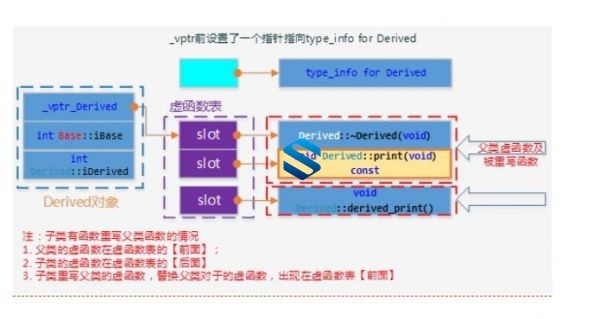 _vptr前设置了一个指针指向type_info for Derived
type_info for Derived
_vptr_Derived
int Base::iBase
int
Derived::iDerived
Derived对象
虚函数表
slot
slot
slot
Derived::~Derived(void)
Derived::print(void)
const
void
Derived::derived_print()
父类虚函数及
被重写函数
注：子类有函数重写父类函数的情况
1. 父类的虚函数在虚函数表的【前面】；
2. 子类的虚函数在虚函数表的【后面】
3. 子类重写父类的虚函数，替换父类对于的虚函数，出现在虚函数表【前面】